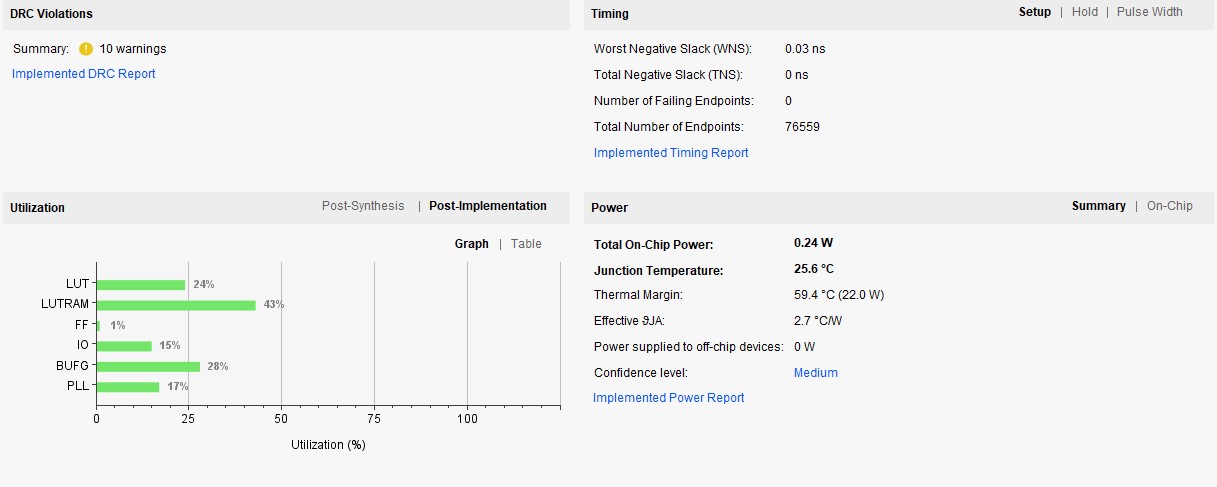 DRC Violations
Summary: 10 warnings
Implemented DRC Report
Timing
Setup | Hold | Pulse Width
Worst Negative Slack (WNS): 0.03 ns
Total Negative Slack (TNS): 0 ns
Number of Failing Endpoints: 0
Total Number of Endpoints: 76559
Implemented Timing Report
Utilization
Post-Synthesis | Post-Implementation
Graph | Table
LUT 24%
LUTRAM 43%
FF 1%
IO 15%
BUFG 28%
PLL 17%
0 25 50 75 100
Utilization (%)
Power
Summary | On-Chip
Total On-Chip Power: 0.24 W
Junction Temperature: 25.6 °C
Thermal Margin: 59.4 °C (22.0 W)
Effective ϑJA: 2.7 °C/W
Power supplied to off-chip devices: 0 W
Confidence level: Medium
Implemented Power Report